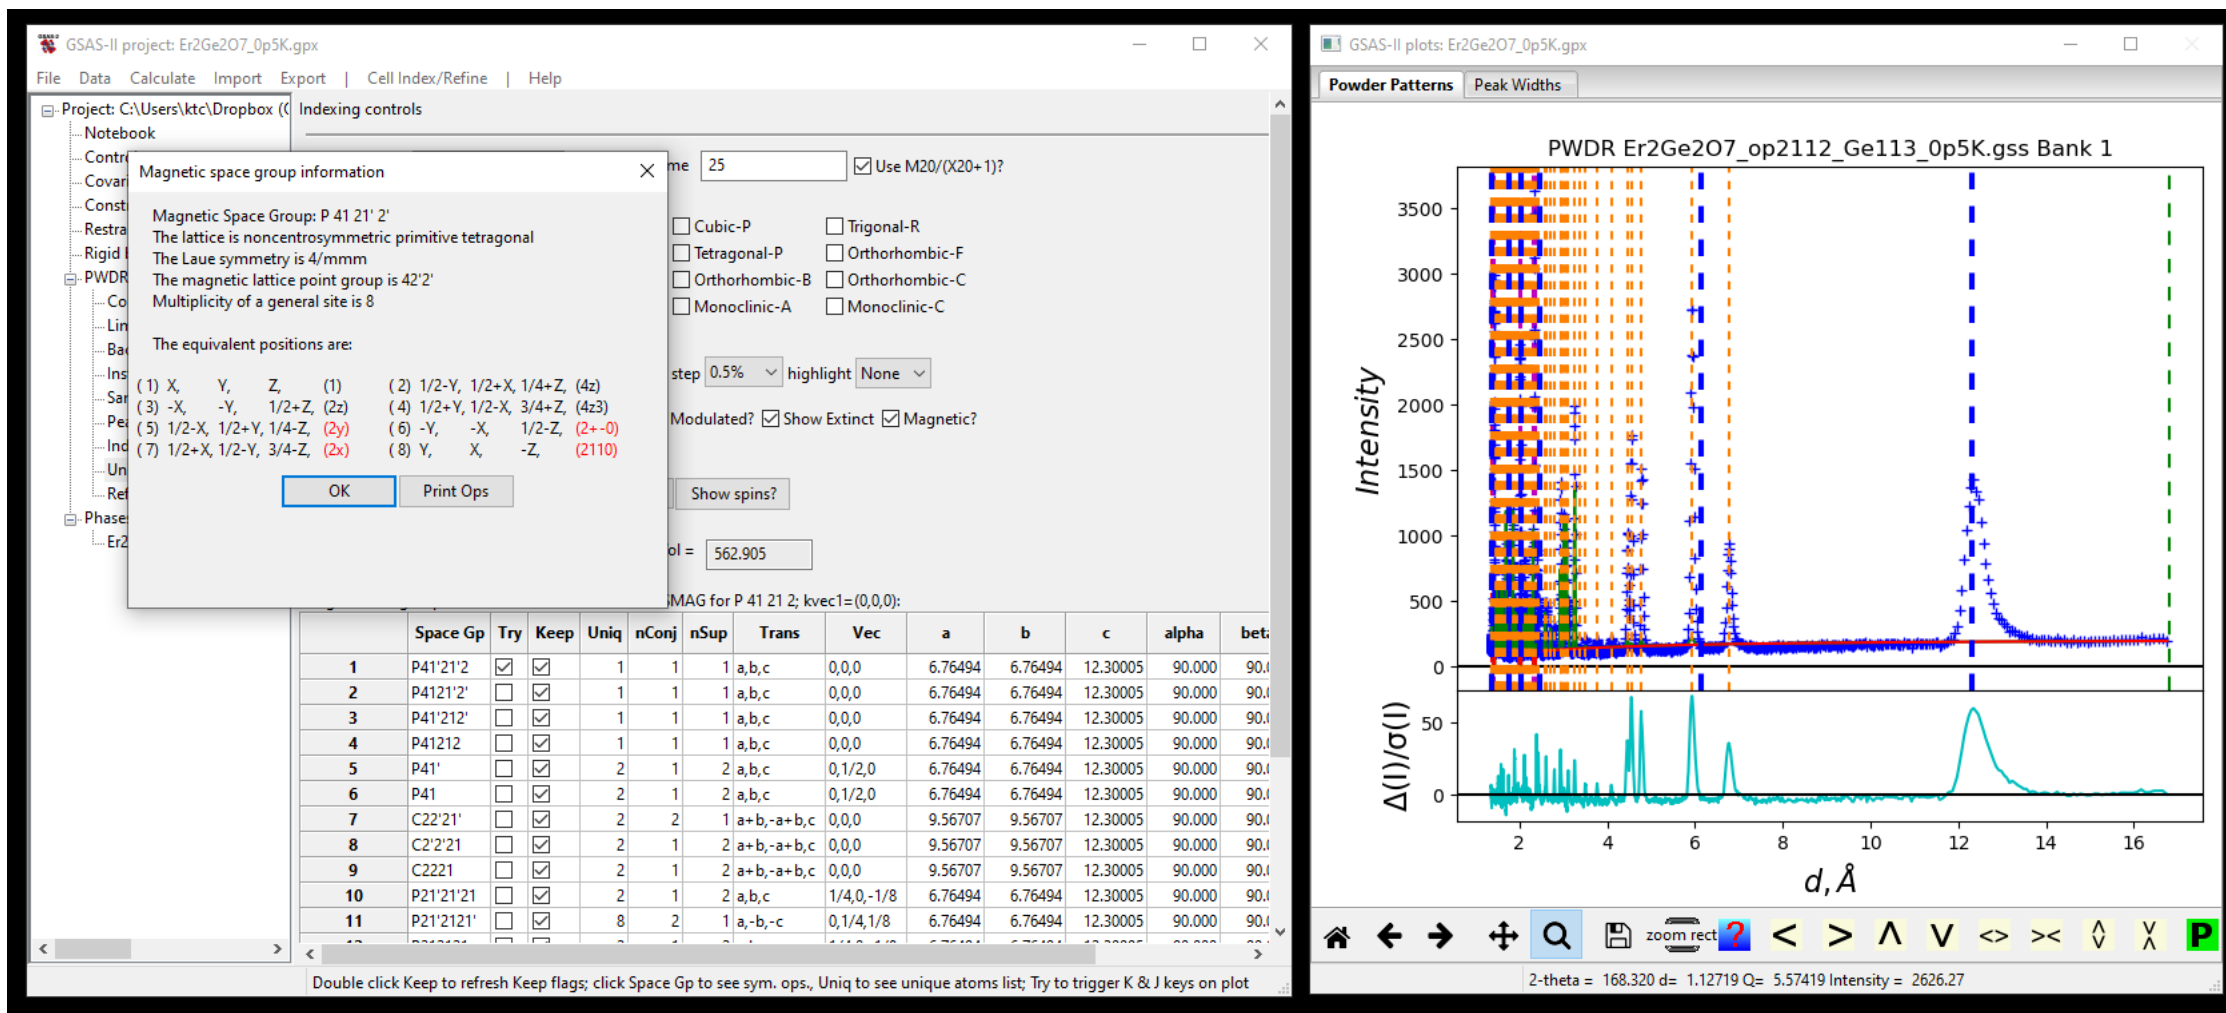 GSAS-II project: Er2Ge2O7_0p5K.gpx
File Data Calculate Import Export | Cell Index/Refine | Help
Project: C:\Users\ktc\Dropbox
Notebook
PWDR
Indexing controls
25
Use M20/(X20+1)?
Cubic-P Trigonal-R
Tetragonal-P Orthorhombic-F
Orthorhombic-B Orthorhombic-C
Monoclinic-A Monoclinic-C
step 0.5% highlight None
Modulated? Show Extinct Magnetic?
Show spins?
562.905
Magnetic space group information
Magnetic Space Group: P 41 21' 2'
The lattice is noncentrosymmetric primitive tetragonal
The Laue symmetry is 4/mmm
The magnetic lattice point group is 42'2'
Multiplicity of a general site is 8
The equivalent positions are:
( 1) X, Y, Z, (1) ( 2) 1/2-Y, 1/2+X, 1/4+Z, (4z)
( 3) -X, -Y, 1/2+Z, (2z) ( 4) 1/2+Y, 1/2-X, 3/4+Z, (4z3)
( 5) 1/2-X, 1/2+Y, 1/4-Z, (2y) ( 6) -Y, -X, 1/2-Z, (2+-0)
( 7) 1/2+X, 1/2-Y, 3/4-Z, (2x) ( 8) Y, X, -Z, (2110)
OK Print Ops
SMAG for P 41 21 2; kvec1=(0,0,0):
Space Gp Try Keep Uniq nConj nSup Trans Vec a b c alpha
1 P41'21'2 1 1 1 a,b,c 0,0,0 6.76494 6.76494 12.30005 90.000
2 P4121'2' 1 1 1 a,b,c 0,0,0 6.76494 6.76494 12.30005 90.000
3 P41'212' 1 1 1 a,b,c 0,0,0 6.76494 6.76494 12.30005 90.000
4 P41212 1 1 1 a,b,c 0,0,0 6.76494 6.76494 12.30005 90.000
5 P41' 2 1 2 a,b,c 0,1/2,0 6.76494 6.76494 12.30005 90.000
6 P41 2 1 2 a,b,c 0,1/2,0 6.76494 6.76494 12.30005 90.000
7 C22'21' 2 2 1 a+b,-a+b,c 0,0,0 9.56707 9.56707 12.30005 90.000
8 C2'2'21 2 1 2 a+b,-a+b,c 0,0,0 9.56707 9.56707 12.30005 90.000
9 C2221 2 1 2 a+b,-a+b,c 0,0,0 9.56707 9.56707 12.30005 90.000
10 P21'21'21 2 1 2 a,b,c 1/4,0,-1/8 6.76494 6.76494 12.30005 90.000
11 P21'2121' 8 2 1 a,-b,-c 0,1/4,1/8 6.76494 6.76494 12.30005 90.000
Double click Keep to refresh Keep flags; click Space Gp to see sym. ops., Uniq to see unique atoms list; Try to trigger K & J keys on plot
GSAS-II plots: Er2Ge2O7_0p5K.gpx
Powder Patterns Peak Widths
PWDR Er2Ge2O7_op2112_Ge113_0p5K.gss Bank 1
3500
3000
2500
2000
1500
1000
500
0
Intensity
50
0
Δ(I)/σ(I)
2 4 6 8 10 12 14 16
d, Å
zoom rect ? < > Λ V <> >< P
2-theta = 168.320 d= 1.12719 Q= 5.57419 Intensity = 2626.27